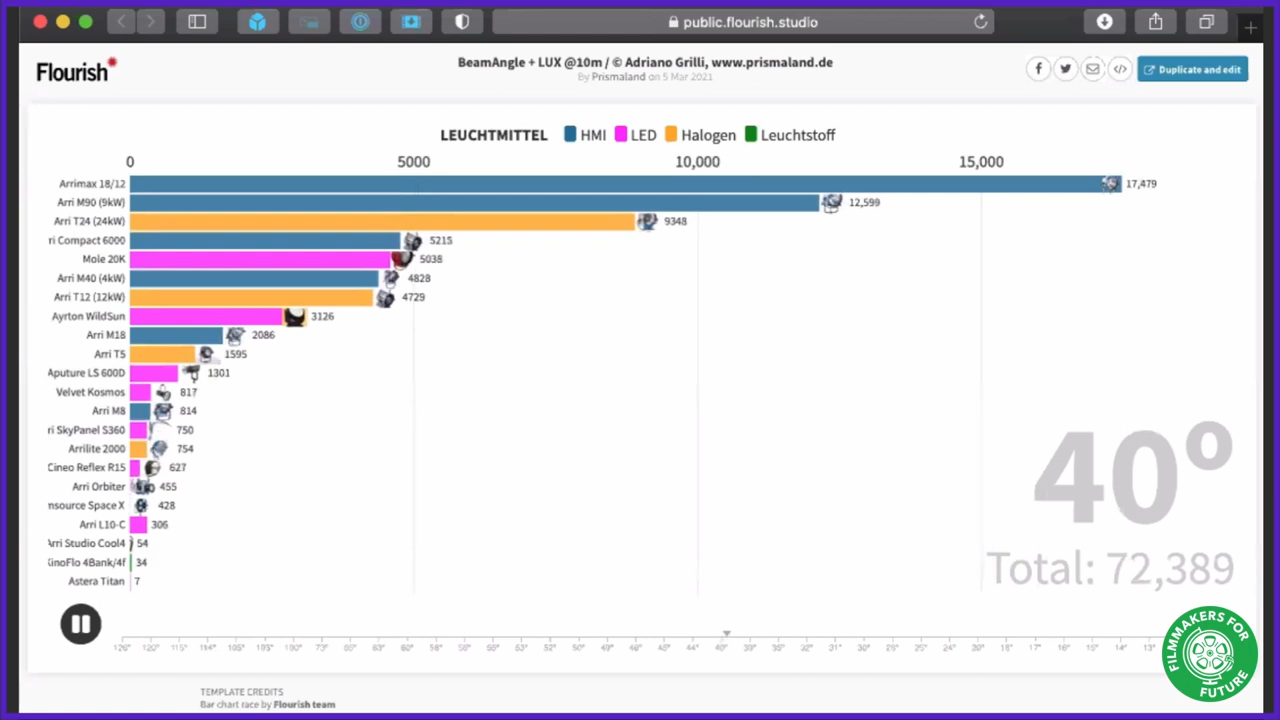 public.flourish.studio
Flourish
BeamAngle + LUX @10m / © Adriano Grilli, www.prismaland.de
By Prismaland on 5 Mar 2021
Duplicate and edit
LEUCHTMITTEL HMI LED Halogen Leuchtstoff
0 5000 10,000 15,000
Arrimax 18/12 17,479
Arri M90 (9kW) 12,599
Arri T24 (24kW) 9348
ri Compact 6000 5215
Mole 20K 5038
Arri M40 (4kW) 4828
Arri T12 (12kW) 4729
Ayrton WildSun 3126
Arri M18 2086
Arri T5 1595
Aputure LS 600D 1301
Velvet Kosmos 817
Arri M8 814
ri SkyPanel S360 750
Arrilite 2000 754
Cineo Reflex R15 627
Arri Orbiter 455
nsource Space X 428
Arri L10-C 306
Arri Studio Cool4 54
KinoFlo 4Bank/4f 34
Astera Titan 7
40°
Total: 72,389
TEMPLATE CREDITS
Bar chart race by Flourish team
FILMMAKERS FOR
FUTURE